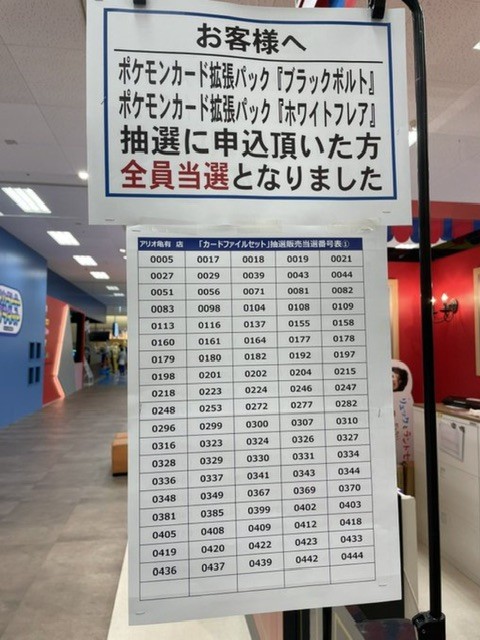 お客様へ
ポケモンカード拡張パック『ブラックボルト』
ポケモンカード拡張パック『ホワイトフレア』
抽選に申込頂いた方
全員当選となりました
アリオ亀有 店 「カードファイルセット」抽選販売当選番号表①
0005 0017 0018 0019 0021
0027 0029 0039 0043 0044
0051 0056 0071 0081 0082
0083 0098 0104 0108 0109
0113 0116 0137 0155 0158
0160 0161 0164 0177 0178
0179 0180 0182 0192 0197
0198 0201 0202 0204 0215
0218 0223 0224 0246 0247
0248 0253 0272 0277 0282
0296 0299 0300 0307 0310
0316 0323 0324 0326 0327
0328 0329 0330 0331 0334
0336 0337 0341 0343 0344
0348 0349 0367 0369 0370
0381 0385 0399 0402 0403
0405 0408 0409 0412 0418
0419 0420 0422 0423 0433
0436 0437 0439 0442 0444